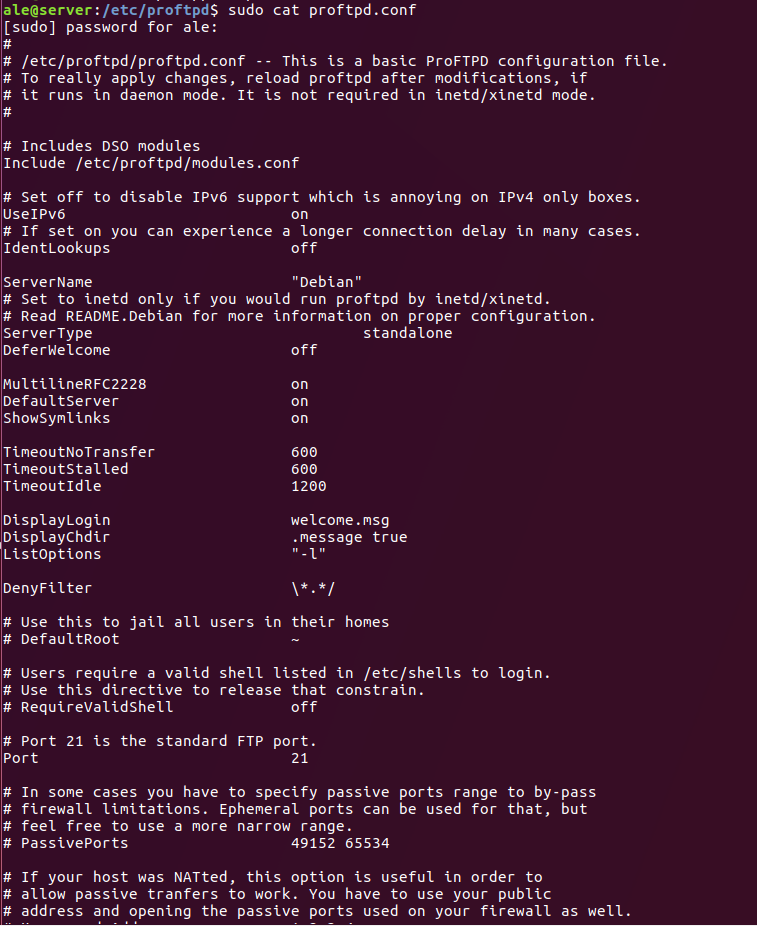 ale@server:/etc/proftpd$ sudo cat proftpd.conf
[sudo] password for ale:
#
# /etc/proftpd/proftpd.conf -- This is a basic ProFTPD configuration file.
# To really apply changes, reload proftpd after modifications, if
# it runs in daemon mode. It is not required in inetd/xinetd mode.
#
# Includes DSO modules
Include /etc/proftpd/modules.conf
# Set off to disable IPv6 support which is annoying on IPv4 only boxes.
UseIPv6 on
# If set on you can experience a longer connection delay in many cases.
IdentLookups off
ServerName "Debian"
# Set to inetd only if you would run proftpd by inetd/xinetd.
# Read README.Debian for more information on proper configuration.
ServerType standalone
DeferWelcome off
MultilineRFC2228 on
DefaultServer on
ShowSymlinks on
TimeoutNoTransfer 600
TimeoutStalled 600
TimeoutIdle 1200
DisplayLogin welcome.msg
DisplayChdir .message true
ListOptions "-l"
DenyFilter \*.*/
# Use this to jail all users in their homes
# DefaultRoot ~
# Users require a valid shell listed in /etc/shells to login.
# Use this directive to release that constrain.
# RequireValidShell off
# Port 21 is the standard FTP port.
Port 21
# In some cases you have to specify passive ports range to by-pass
# firewall limitations. Ephemeral ports can be used for that, but
# feel free to use a more narrow range.
# PassivePorts 49152 65534
# If your host was NATted, this option is useful in order to
# allow passive tranfers to work. You have to use your public
# address and opening the passive ports used on your firewall as well.